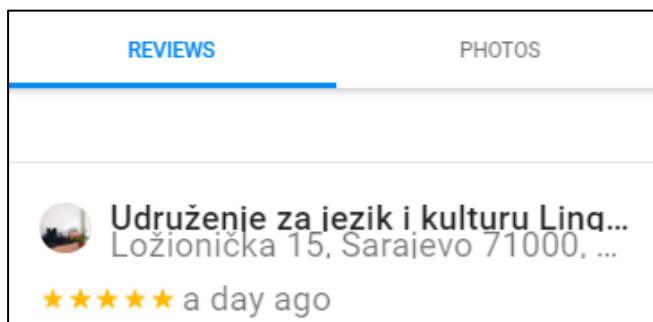 REVIEWS PHOTOS
Udruženje za jezik i kulturu Ling...
Ložionička 15, Sarajevo 71000, ...
a day ago